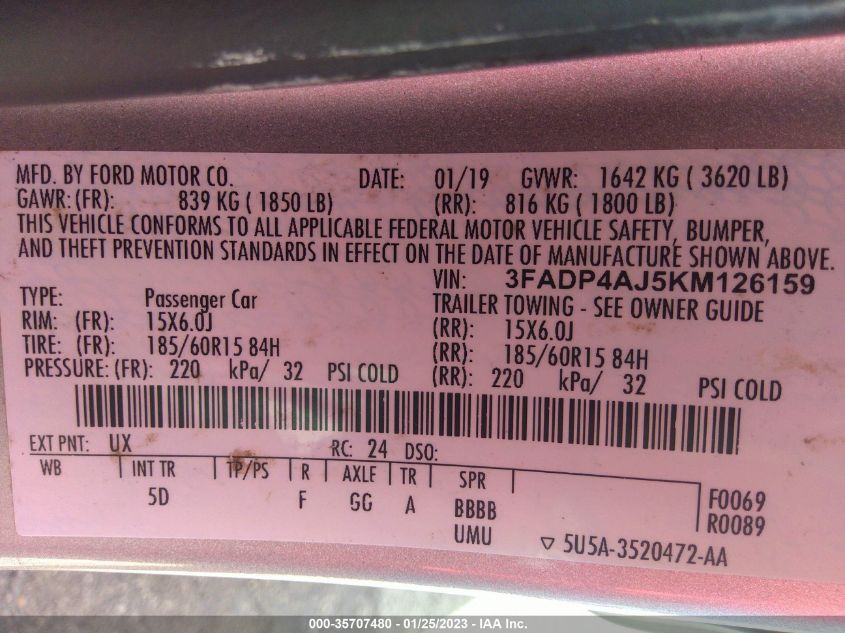 MFD. BY FORD MOTOR CO. DATE: 01/19 GVWR: 1642 KG ( 3620 LB)
GAWR: (FR): 839 KG ( 1850 LB) (RR): 816 KG ( 1800 LB)
THIS VEHICLE CONFORMS TO ALL APPLICABLE FEDERAL MOTOR VEHICLE SAFETY, BUMPER,
AND THEFT PREVENTION STANDARDS IN EFFECT ON THE DATE OF MANUFACTURE SHOWN ABOVE.
VIN: 3FADP4AJ5KM126159
TYPE: Passenger Car TRAILER TOWING - SEE OWNER GUIDE
RIM: (FR): 15X6.0J (RR): 15X6.0J
TIRE: (FR): 185/60R15 84H (RR): 185/60R15 84H
PRESSURE: (FR): 220 kPa/ 32 PSI COLD (RR): 220 kPa/ 32 PSI COLD
EXT PNT: UX RC: 24 DSO:
WB INT TR TP/PS R AXLE TR SPR
5D F GG A BBBB F0069
UMU R0089
▽ 5U5A-3520472-AA
000-35707480 - 01/25/2023 - IAA Inc.